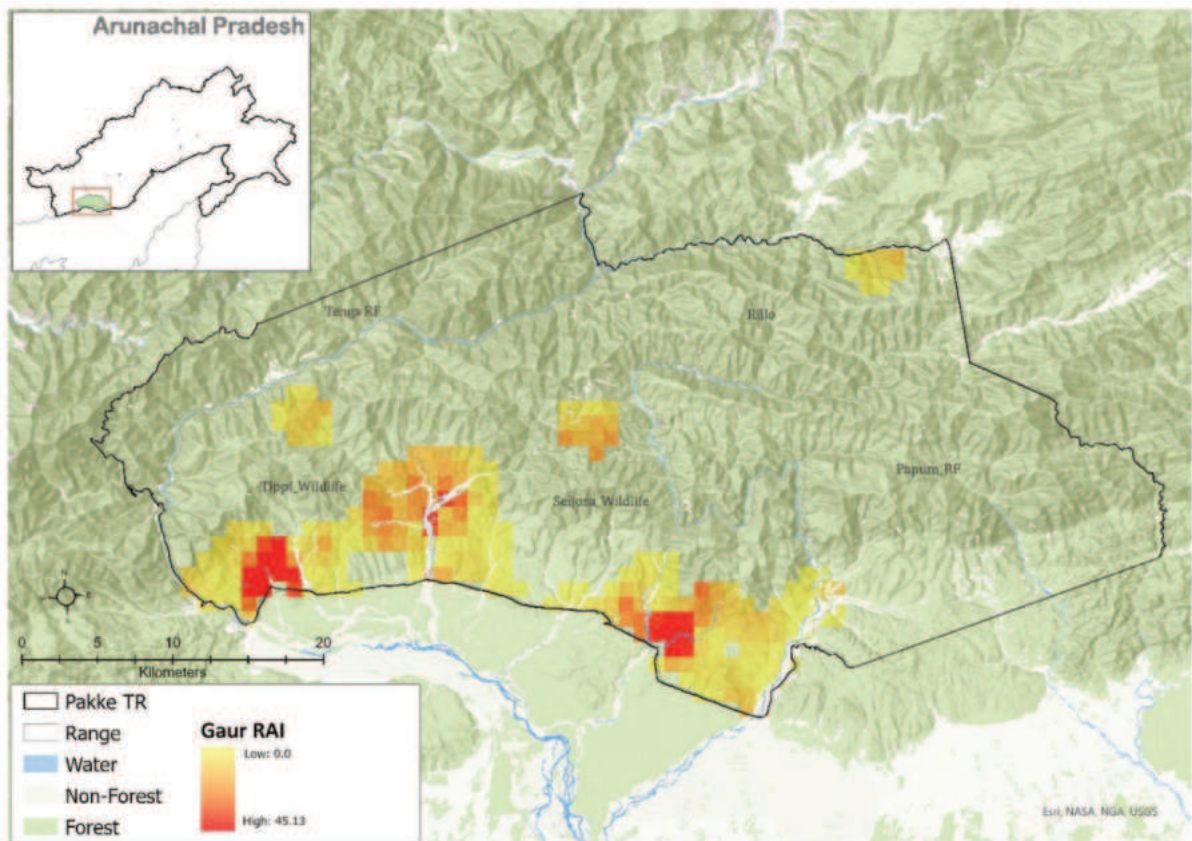 Arunachal Pradesh
Tenga RF
Rillo
Tippi_Wildlife
Seijosa_Wildlife
Papum_RF
N
E
0 5 10 20
Kilometers
Pakke TR
Range
Water
Non-Forest
Forest
Gaur RAI
Low: 0.0
High: 45.13
Esri, NASA, NGA, USGS